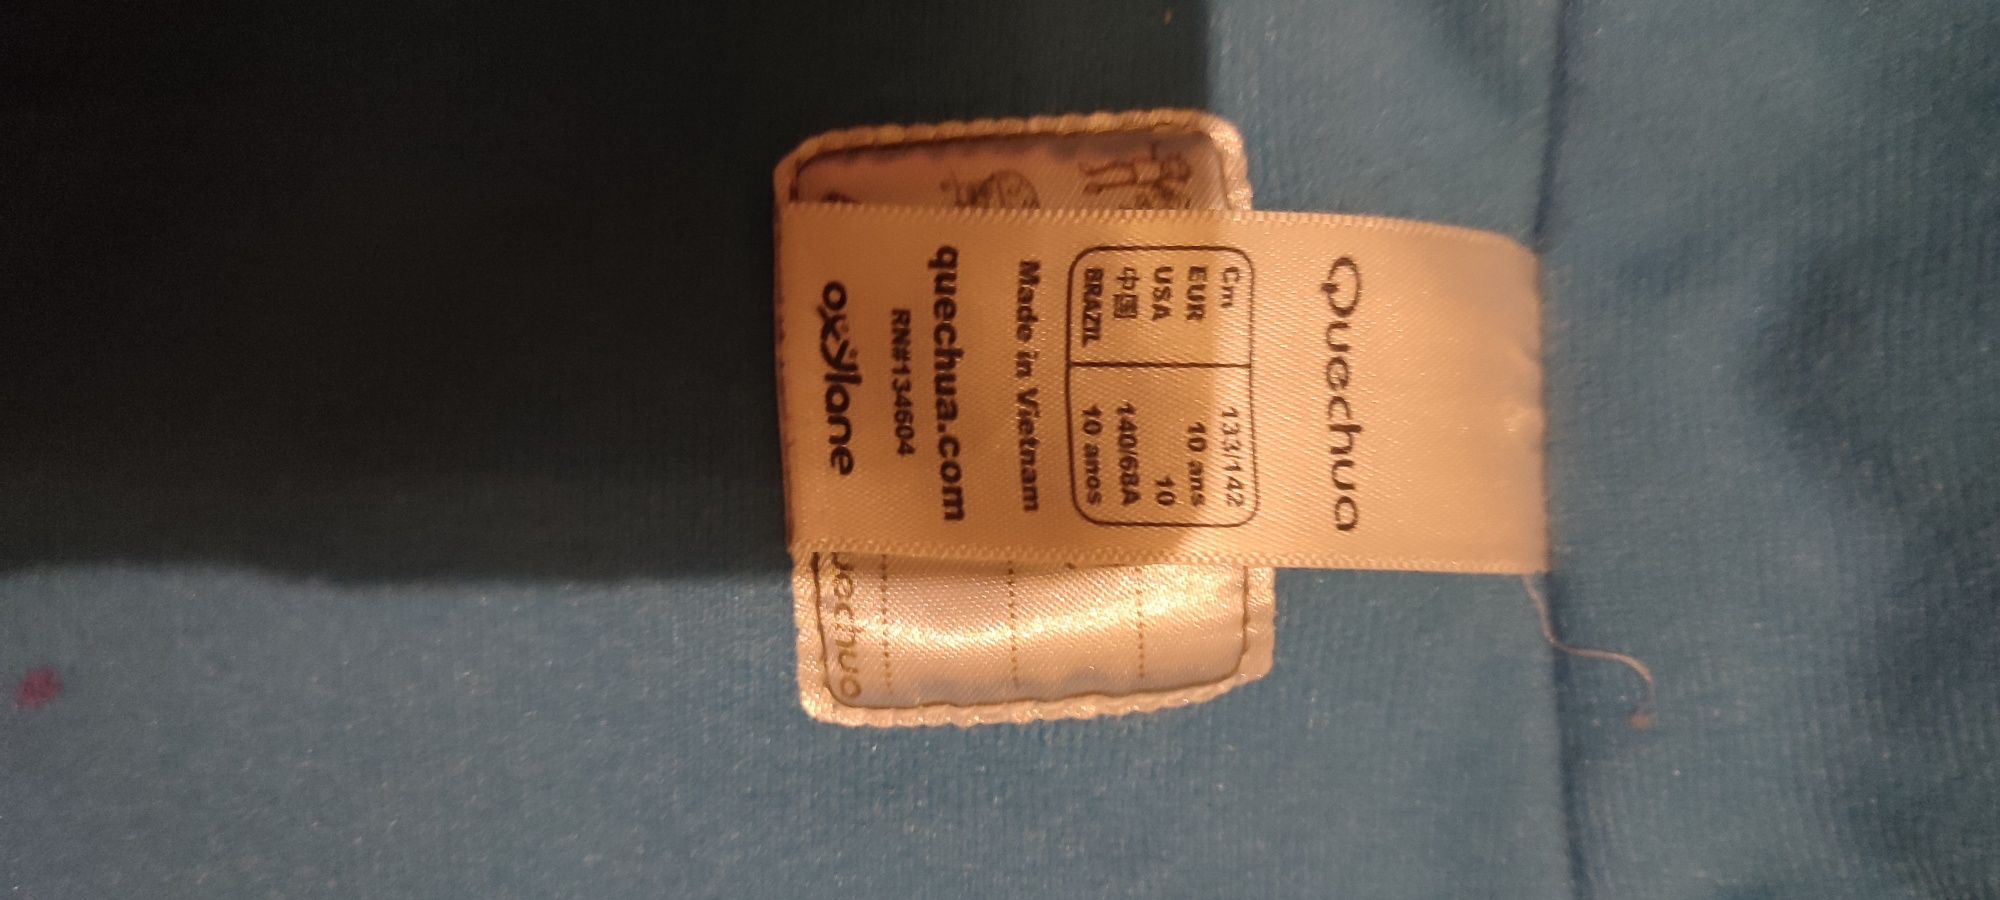 Quechua
Cm 133/142
EUR 10 ans
USA 10
中国 140/68A
BRAZIL 10 anos
Made in Vietnam
quechua.com
RN#134604
oxylane
uechua